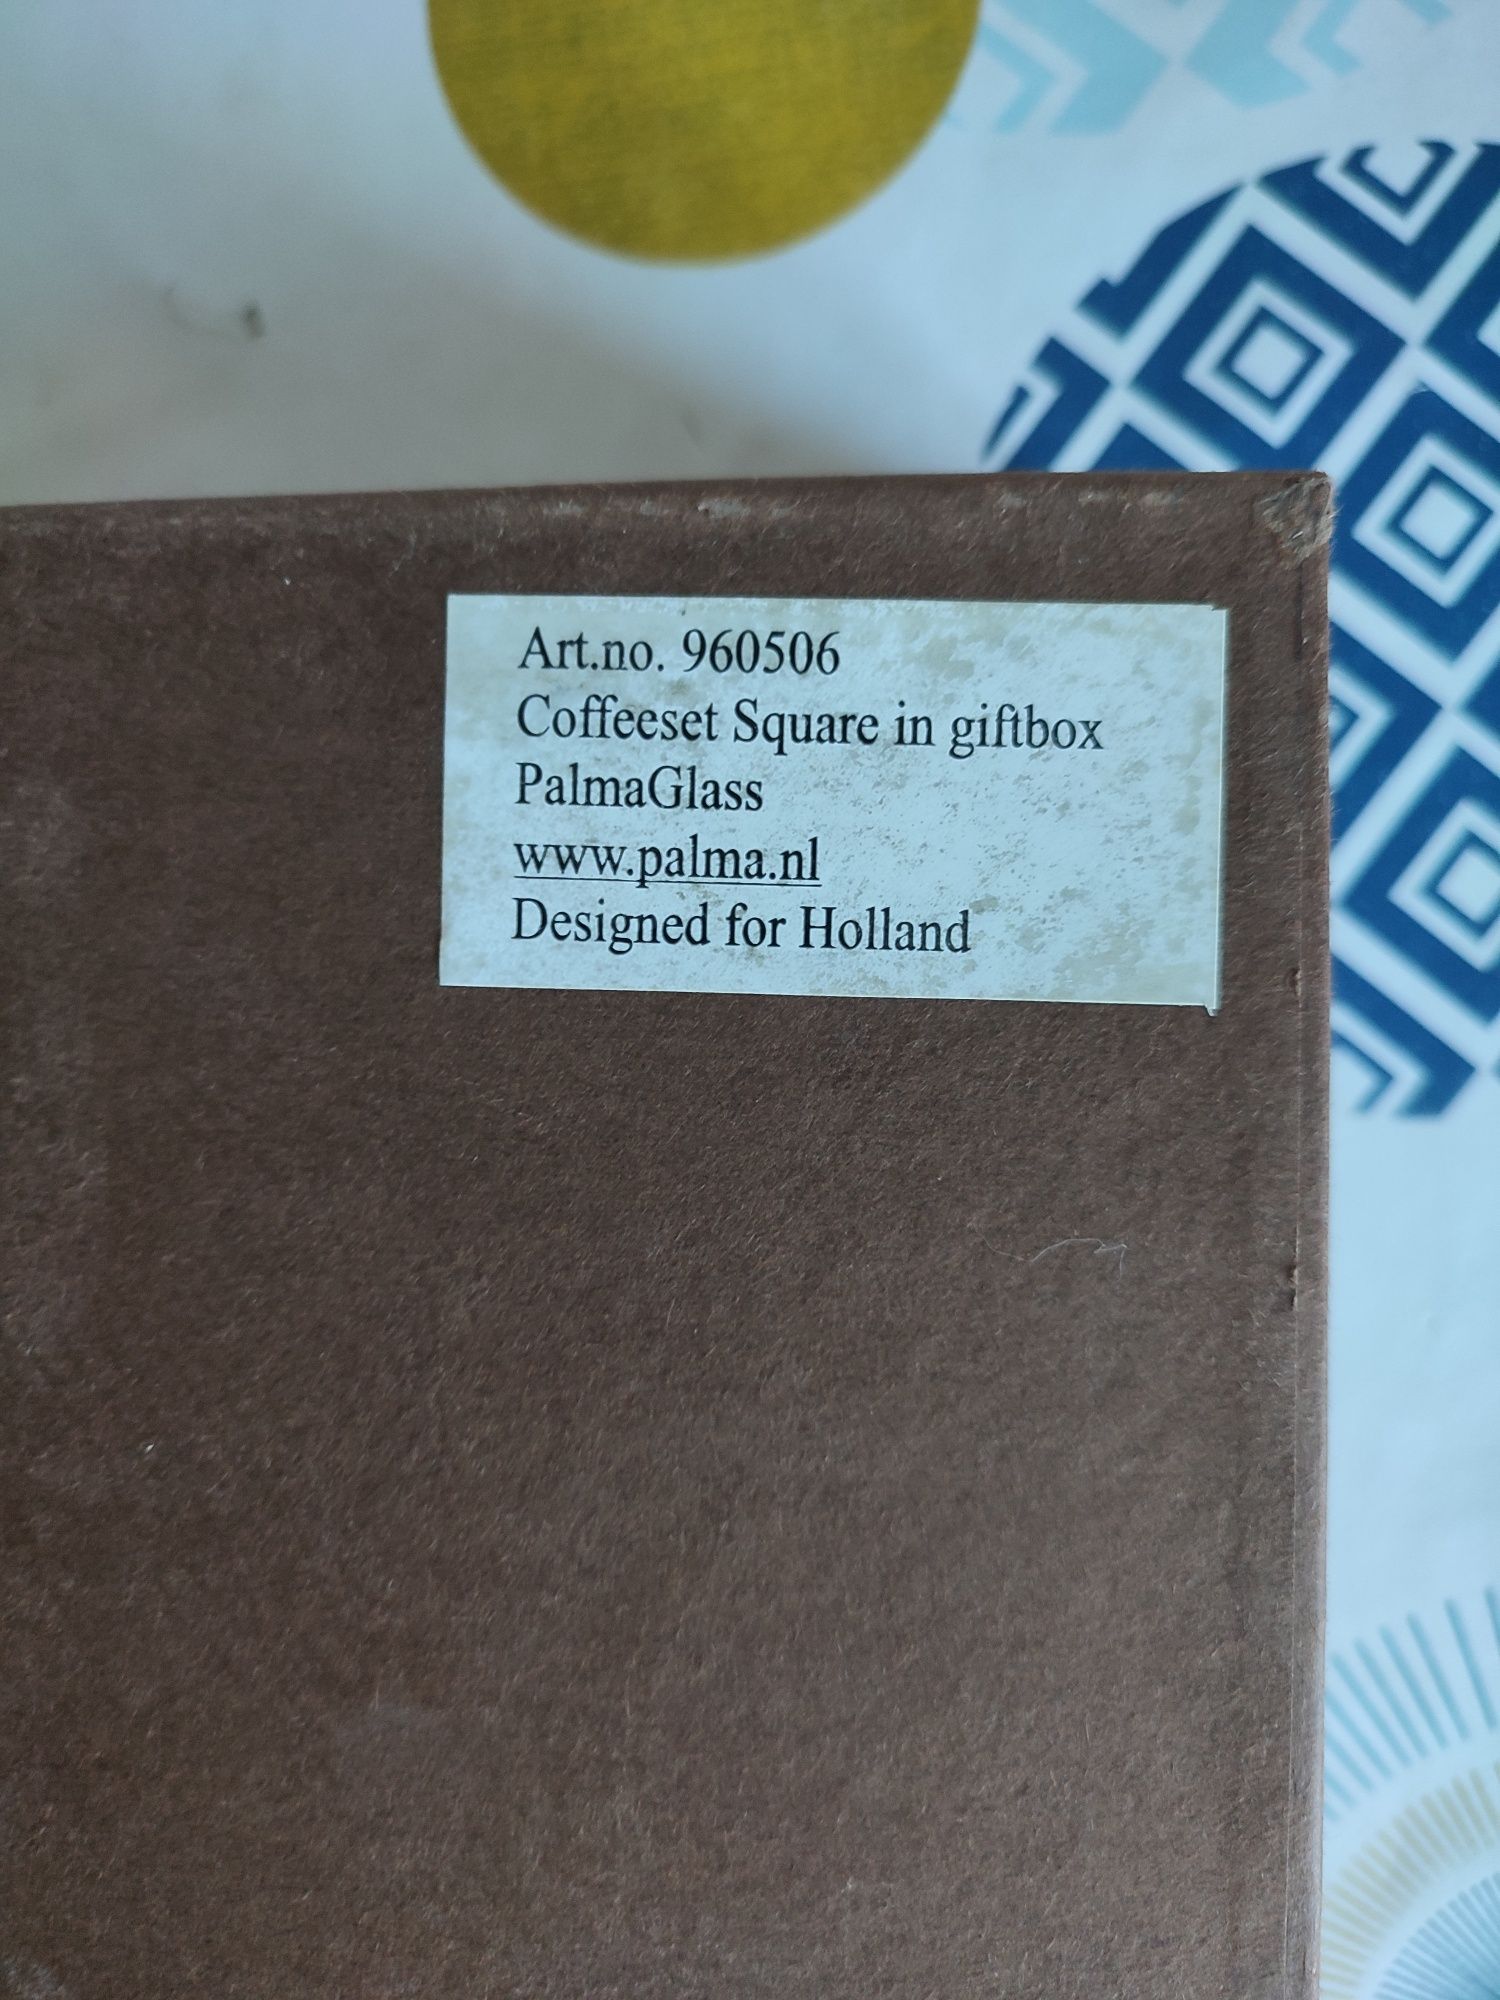 Art.no. 960506
Coffeeset Square in giftbox
PalmaGlass
www.palma.nl
Designed for Holland